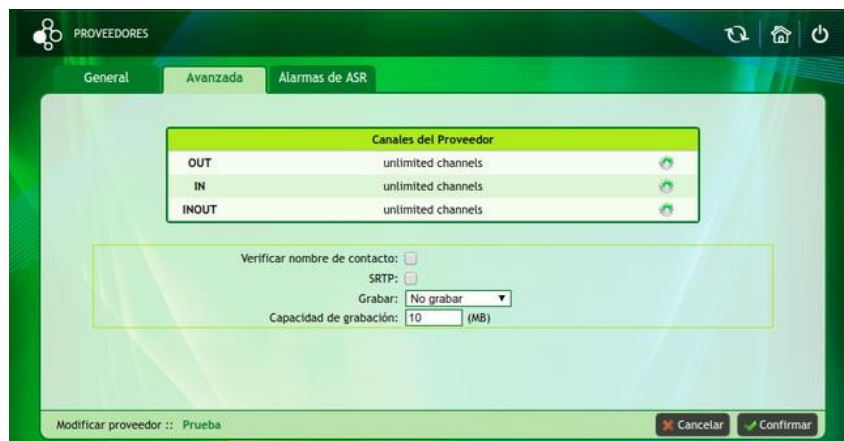 PROVEEDORES
General Avanzada Alarmas de ASR
Canales del Proveedor
OUT unlimited channels
IN unlimited channels
INOUT unlimited channels
Verificar nombre de contacto:
SRTP:
Grabar: No grabar
Capacidad de grabación: 10 (MB)
Modificar proveedor :: Prueba Cancelar Confirmar